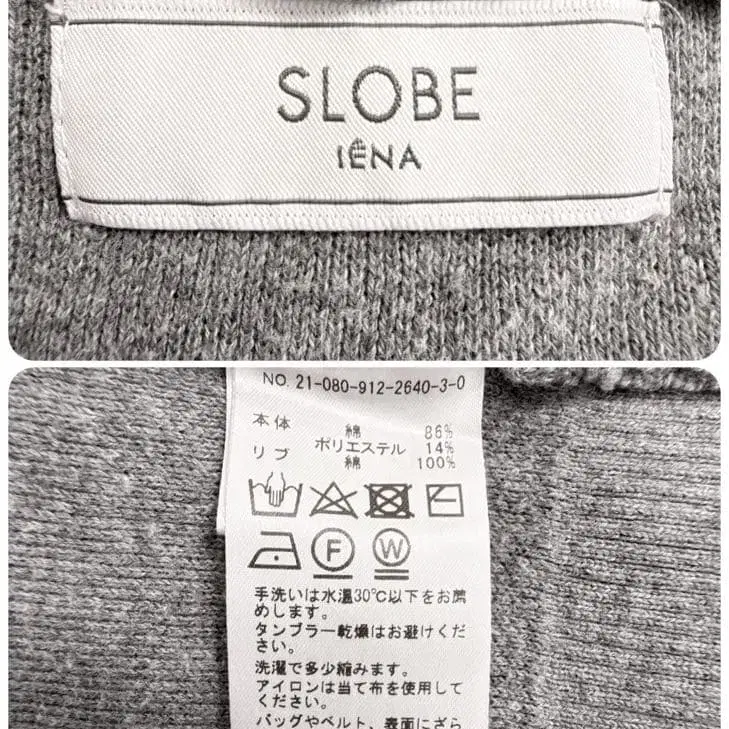 SLOBE
IÉNA
NO. 21-080-912-2640-3-0
本体 綿 86%
ポリエステル 14%
リブ 綿 100%
F W
手洗いは水温30℃以下をお薦
めします。
タンブラー乾燥はお避けくだ
さい。
洗濯で多少縮みます。
アイロンは当て布を使用して
ください。
バッグやベルト、表面にざら